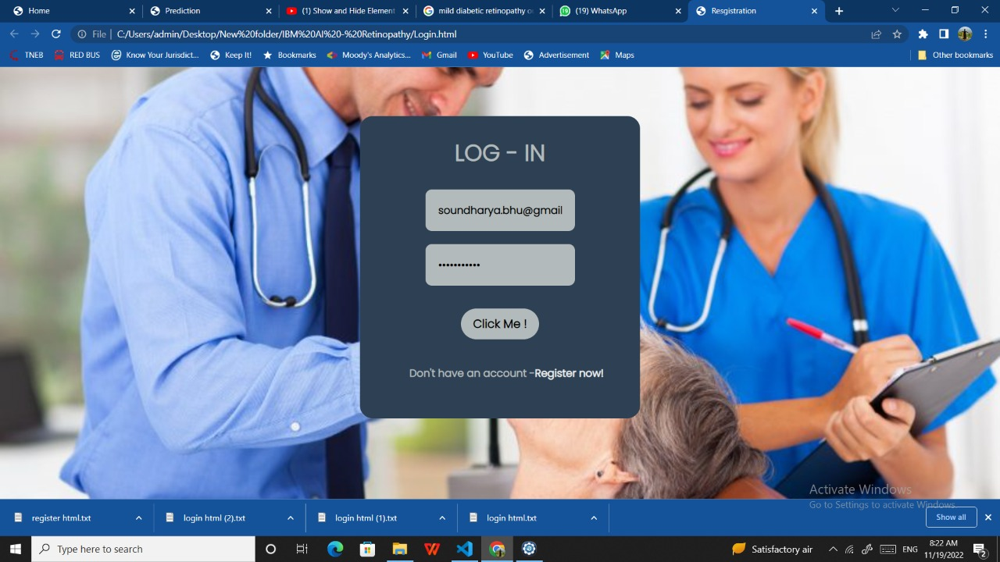 Home
Prediction
(1) Show and Hide Element
mild diabetic retinopathy o
(19) WhatsApp
Resgistration
File
C:/Users/admin/Desktop/New%20folder/IBM%20AI%20-%20Retinopathy/Login.html
TNEB
RED BUS
Know Your Jurisdict...
Keep It!
Bookmarks
Moody's Analytics...
Gmail
YouTube
Advertisement
Maps
Other bookmarks
LOG - IN
soundharya.bhu@gmail
•••••••••••
Click Me !
Don't have an account -Register now!
Activate Windows
Go to Settings to activate Windows.
register html.txt
login html (2).txt
login html (1).txt
login html.txt
Show all
Type here to search
Satisfactory air
ENG
8:22 AM
11/19/2022
2